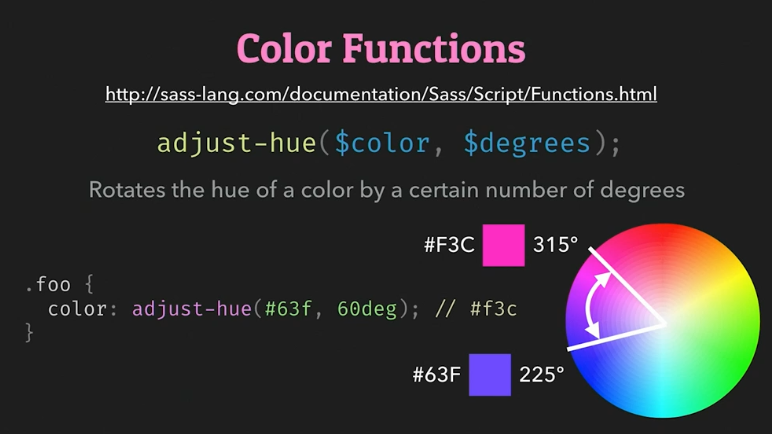 Color Functions
http://sass-lang.com/documentation/Sass/Script/Functions.html
adjust-hue($color, $degrees);
Rotates the hue of a color by a certain number of degrees
#F3C 315°
.foo {
color: adjust-hue(#63f, 60deg); // #f3c
}
#63F 225°